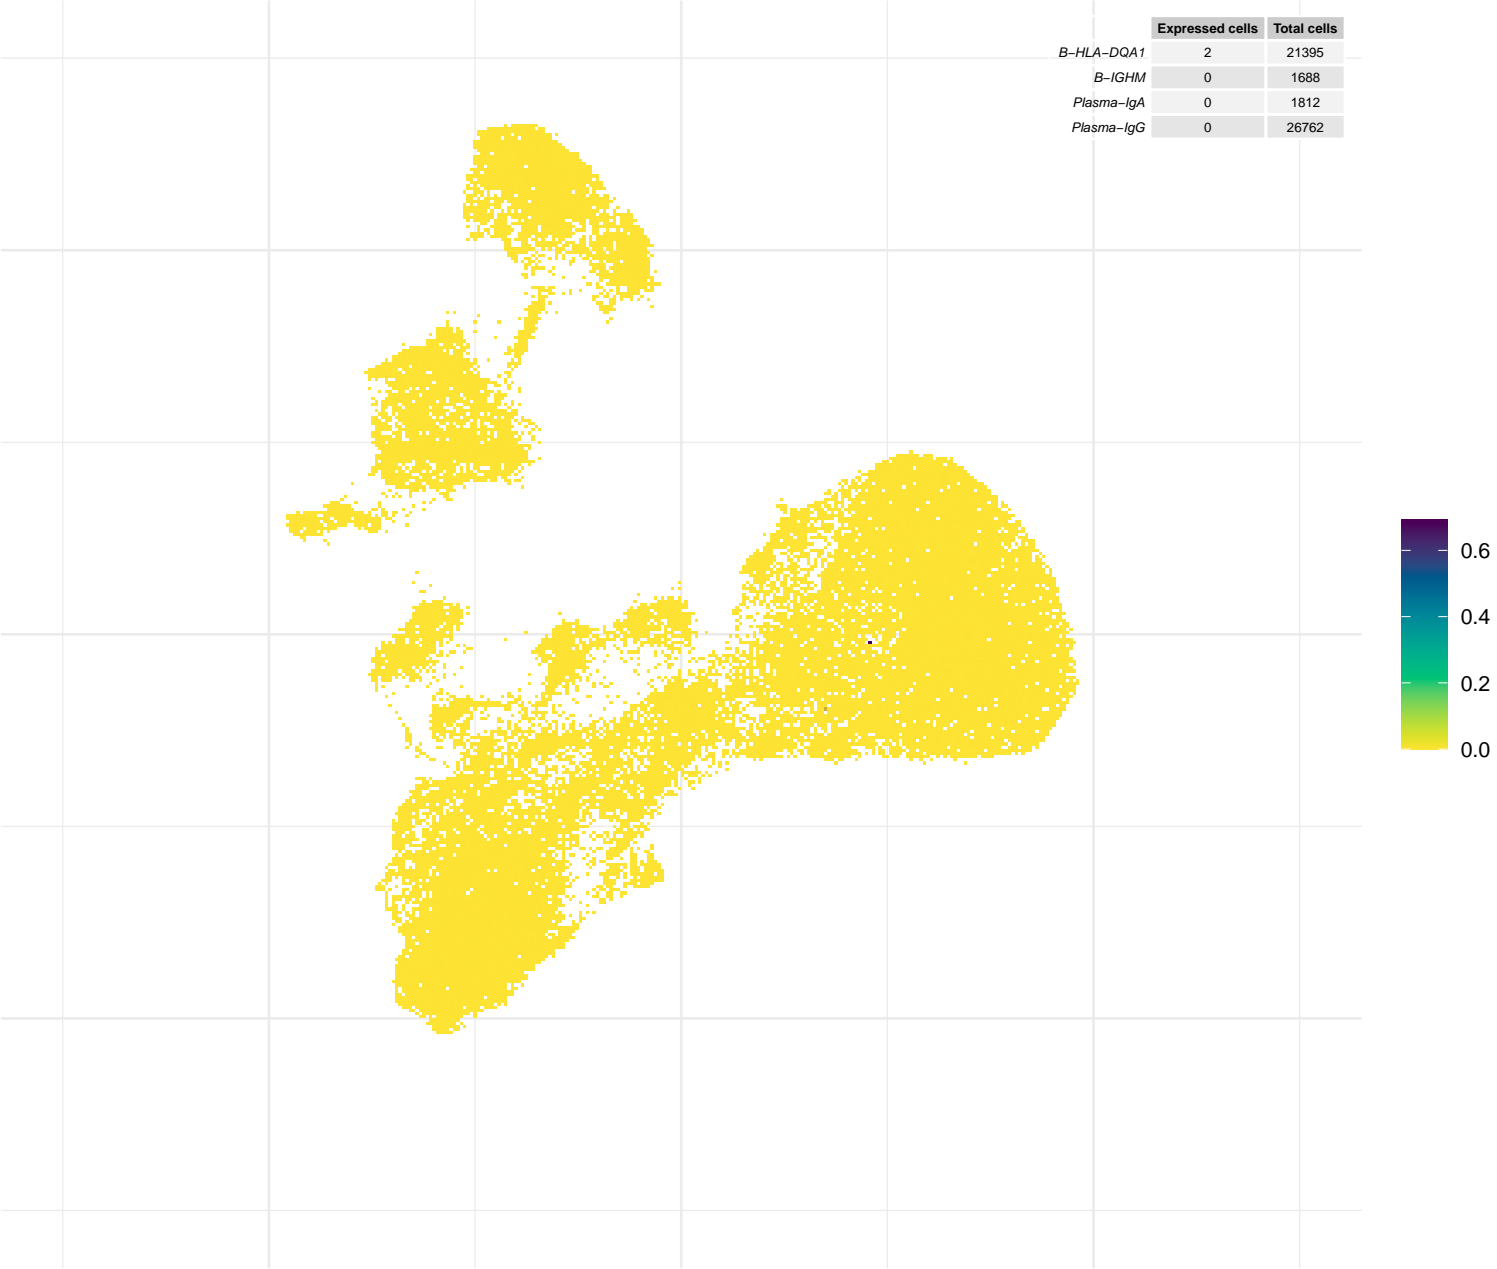 Expressed cells Total cells
B−HLA−DQA1 2 21395
B−IGHM 0 1688
Plasma−IgA 0 1812
Plasma−IgG 0 26762
0.6
0.4
0.2
0.0